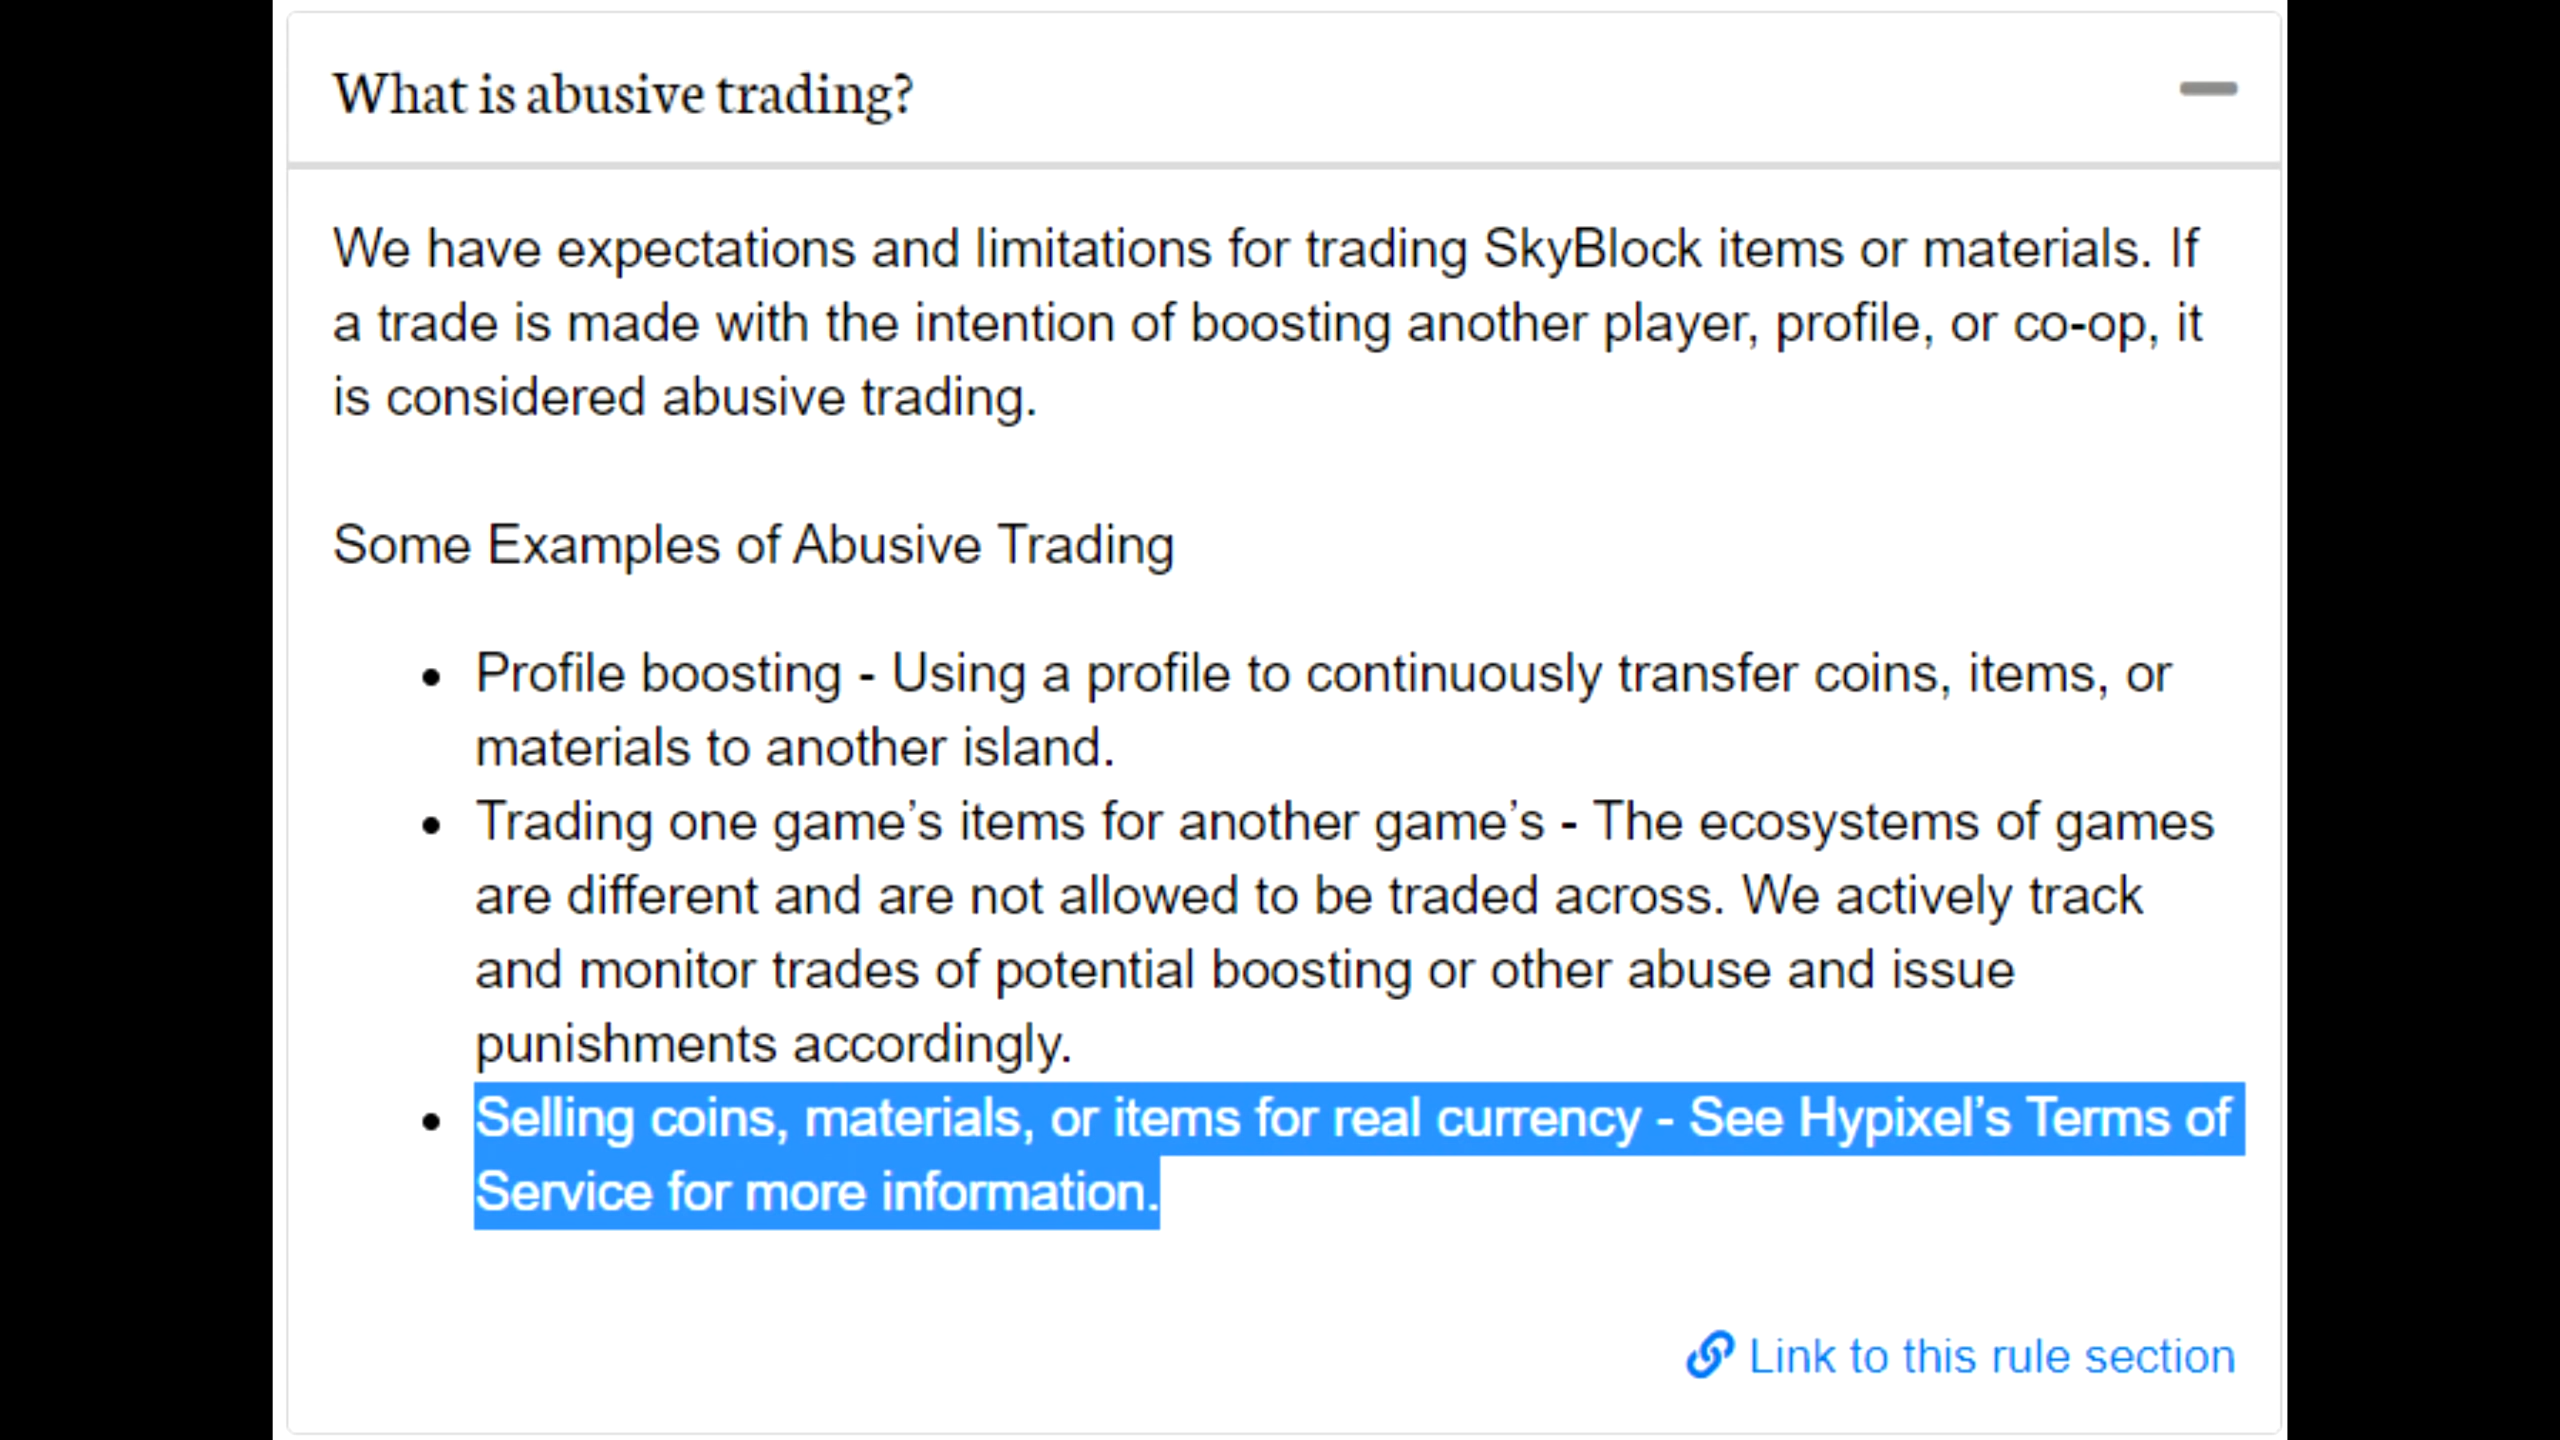 What is abusive trading?
We have expectations and limitations for trading SkyBlock items or materials. If
a trade is made with the intention of boosting another player, profile, or co-op, it
is considered abusive trading.
Some Examples of Abusive Trading
Profile boosting - Using a profile to continuously transfer coins, items, or
materials to another island.
Trading one game’s items for another game’s - The ecosystems of games
are different and are not allowed to be traded across. We actively track
and monitor trades of potential boosting or other abuse and issue
punishments accordingly.
Selling coins, materials, or items for real currency - See Hypixel’s Terms of
Service for more information.
Link to this rule section